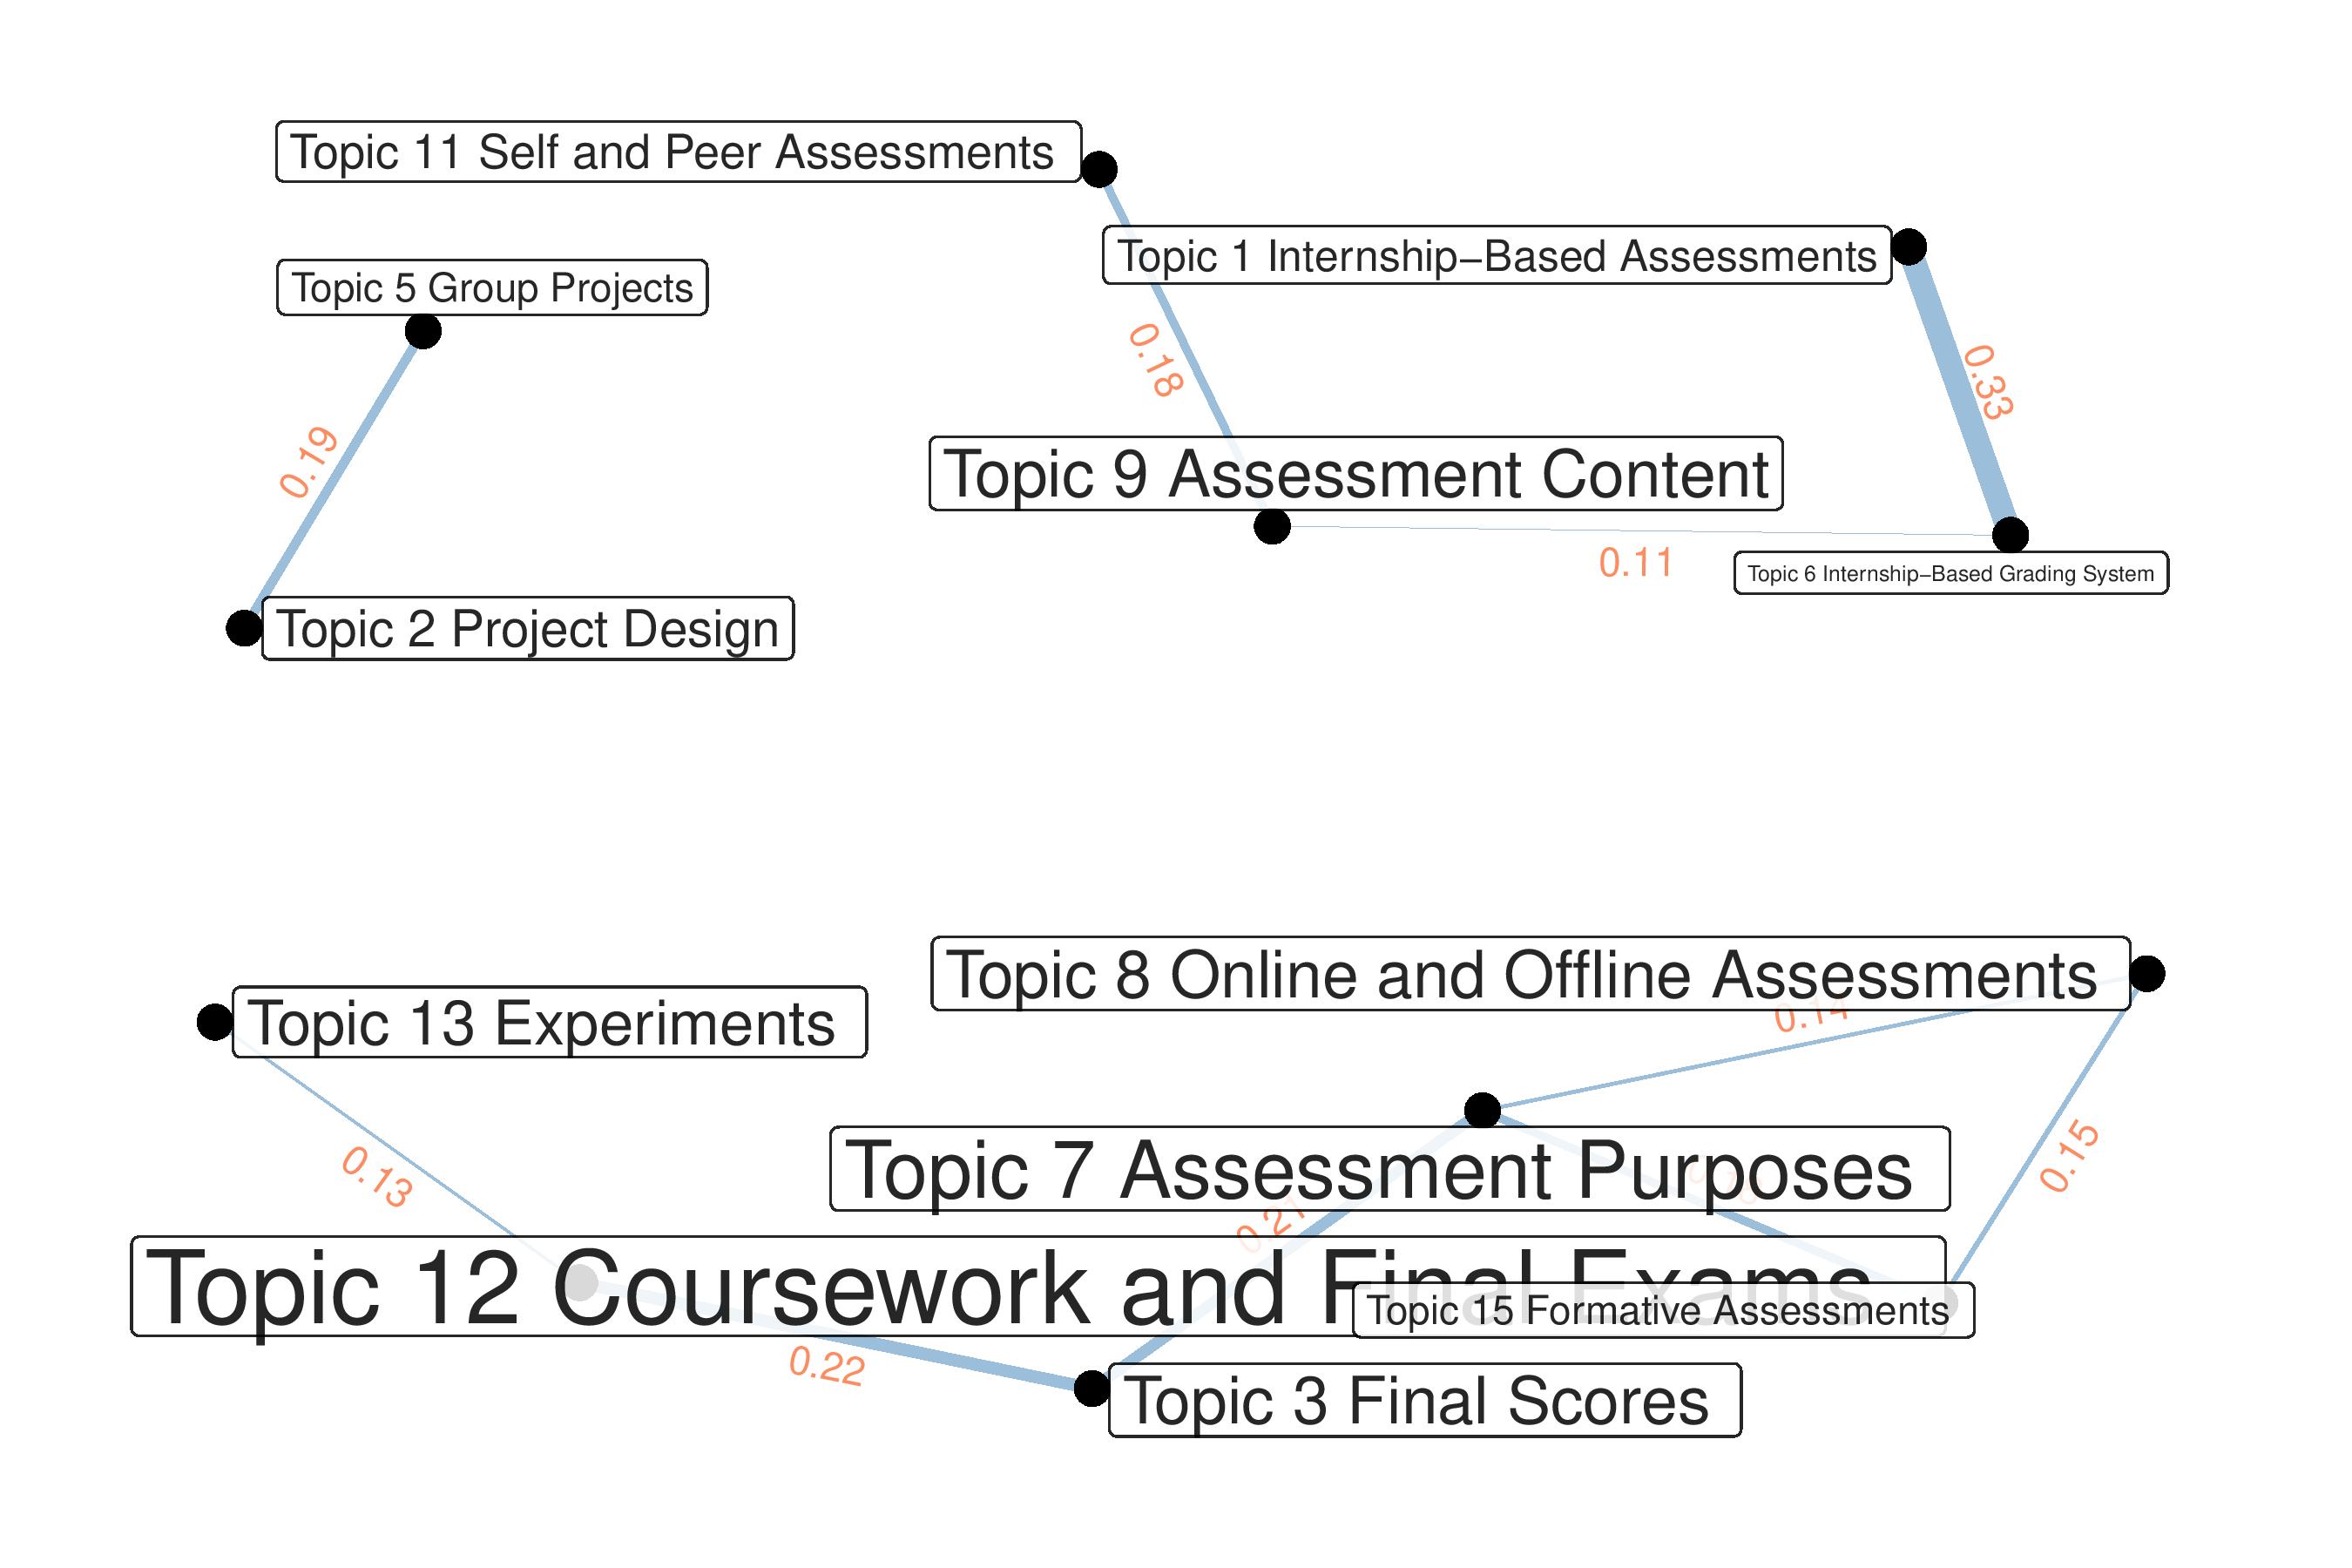 Topic 11 Self and Peer Assessments
Topic 1 Internship−Based Assessments
Topic 5 Group Projects
0.18
0.33
0.19
Topic 9 Assessment Content
0.11
Topic 6 Internship−Based Grading System
Topic 2 Project Design
Topic 8 Online and Offline Assessments
Topic 13 Experiments
0.14
0.13
0.15
Topic 7 Assessment Purposes
0.21
Topic 12 Coursework and Final Exams
Topic 15 Formative Assessments
0.22
Topic 3 Final Scores